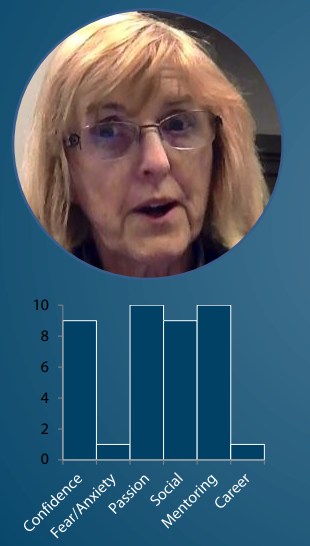 10
8
6
4
2
0
Confidence
Fear/Anxiety
Passion
Social
Mentoring
Career